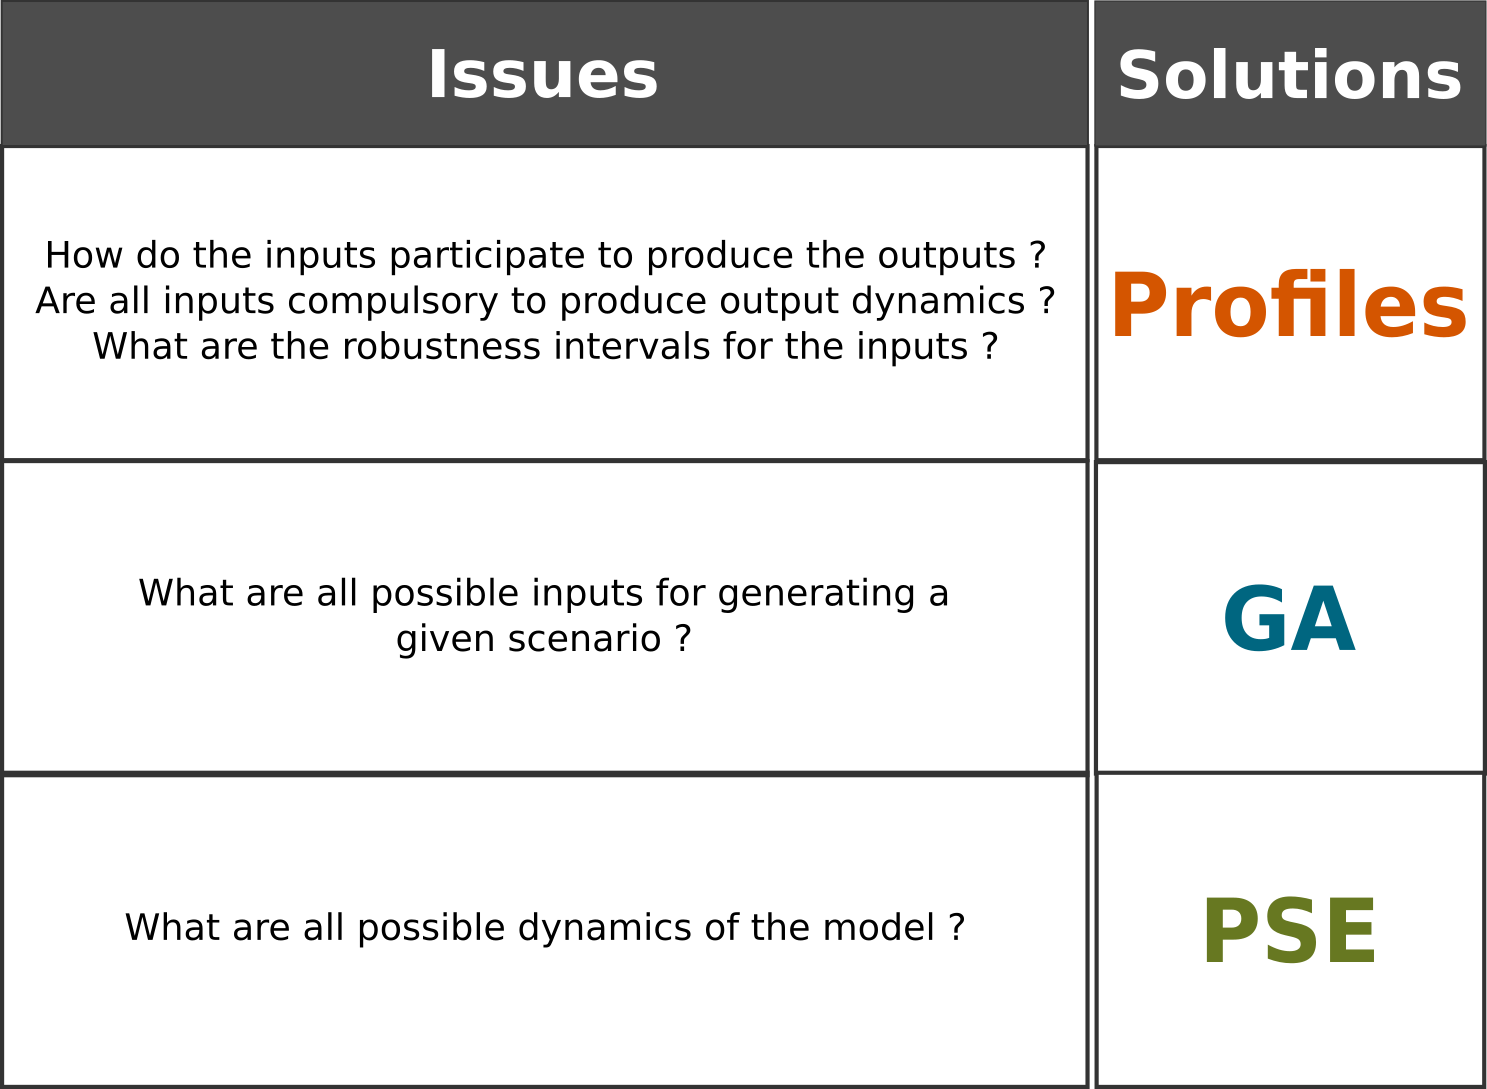 Issues
Solutions
How do the inputs participate to produce the outputs ?
Are all inputs compulsory to produce output dynamics ?
What are the robustness intervals for the inputs ?
Profiles
What are all possible inputs for generating a
given scenario ?
GA
What are all possible dynamics of the model ?
PSE